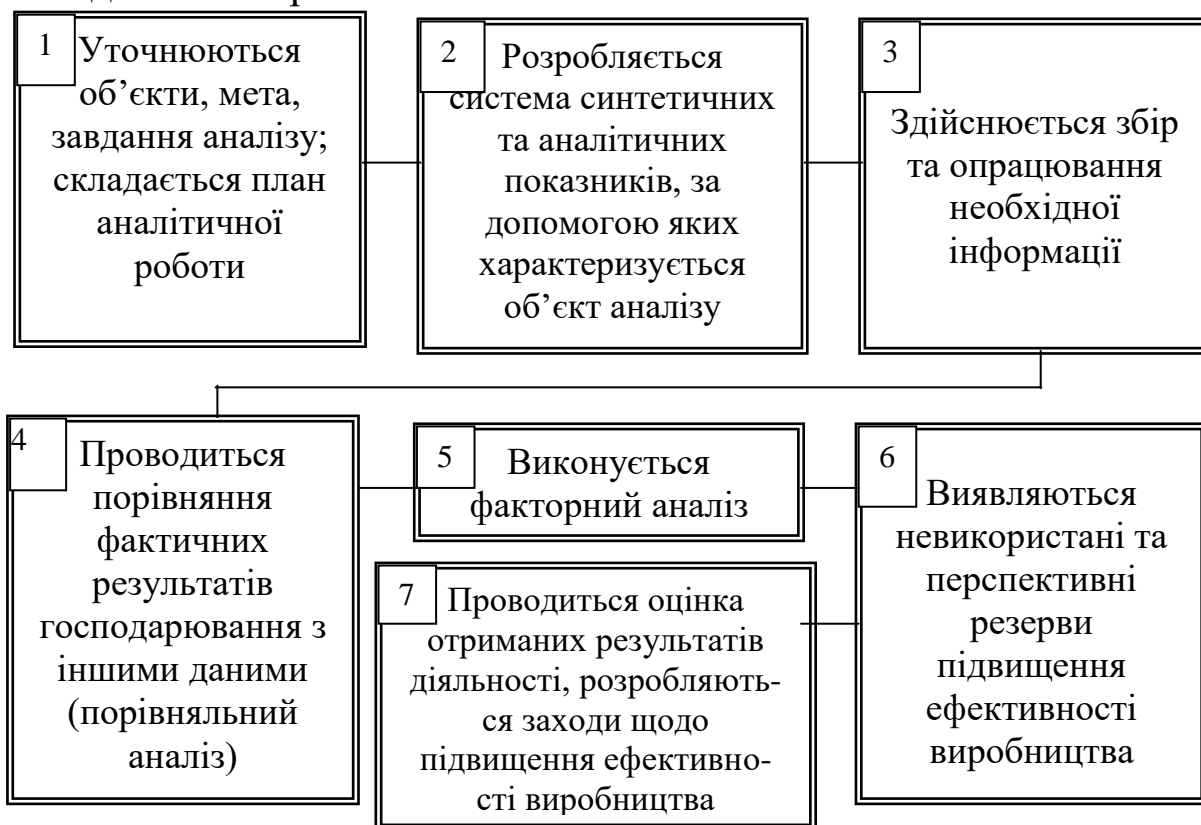 1
Уточнюються
об’єкти, мета,
завдання аналізу;
складається план
аналітичної
роботи
2
Розробляється
система синтетичних
та аналітичних
показників, за
допомогою яких
характеризується
об’єкт аналізу
3
Здійснюється збір
та опрацювання
необхідної
інформації
4
Проводиться
порівняння
фактичних
результатів
господарювання з
іншими даними
(порівняльний
аналіз)
5
Виконується
факторний аналіз
6
Виявляються
невикористані та
перспективні
резерви
підвищення
ефективності
виробництва
7
Проводиться оцінка
отриманих результатів
діяльності, розробляють-
ся заходи щодо
підвищення ефективно-
сті виробництва